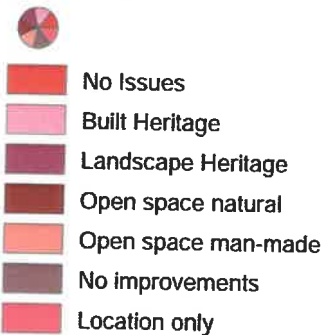 No Issues
Built Heritage
Landscape Heritage
Open space natural
Open space man-made
No improvements
Location only